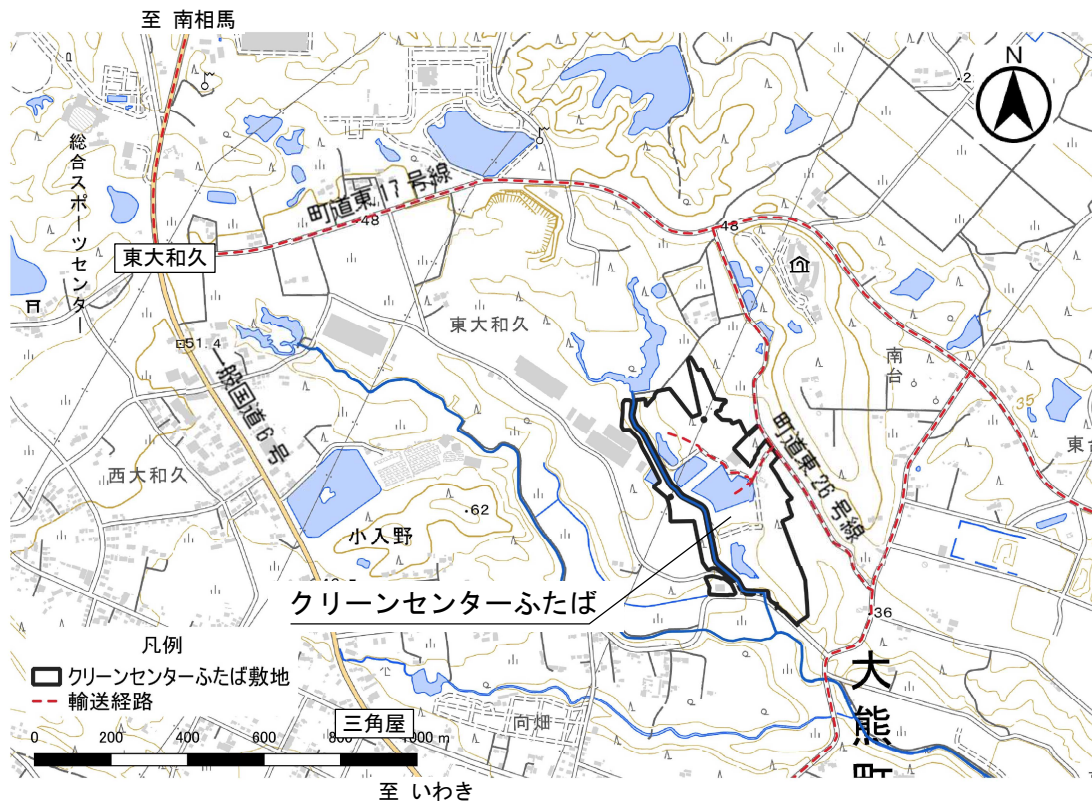 至 南相馬
N
2
総合スポーツセンター
町道東17号線
48
48
東大和久
東大和久
51.4
一般国道6号
南台
35
東
町道東26号線
西大和久
62
小入野
クリーンセンターふたば
36
凡例
クリーンセンターふたば敷地
輸送経路
大熊町
向畑
三角屋
0 200 400 600 800 1000 m
至 いわき